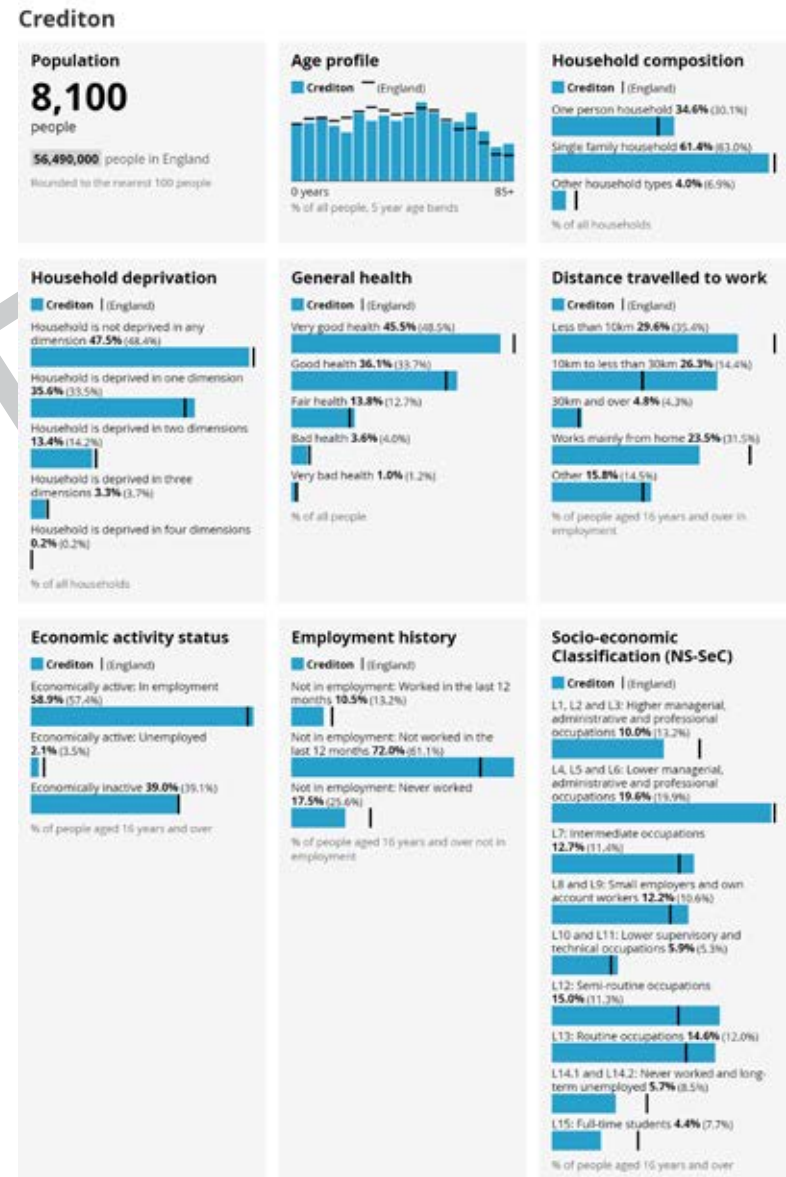 Crediton
Population
8,100
people
56,490,000 people in England
Rounded to the nearest 100 people
Age profile
Crediton (England)
0 years 85+
% of all people, 5 year age bands
Household composition
Crediton (England)
One person household 34.6% (30.1%)
Single family household 61.4% (63.0%)
Other household types 4.0% (6.9%)
% of all households
Household deprivation
Crediton (England)
Household is not deprived in any
dimension 47.5% (48.4%)
Household is deprived in one dimension
35.6% (33.5%)
Household is deprived in two dimensions
13.4% (14.2%)
Household is deprived in three
dimensions 3.3% (3.7%)
Household is deprived in four dimensions
0.2% (0.2%)
% of all households
General health
Crediton (England)
Very good health 45.5% (48.5%)
Good health 36.1% (33.7%)
Fair health 13.8% (12.7%)
Bad health 3.6% (4.0%)
Very bad health 1.0% (1.2%)
% of all people
Distance travelled to work
Crediton (England)
Less than 10km 29.6% (35.4%)
10km to less than 30km 26.3% (14.4%)
30km and over 4.8% (4.3%)
Works mainly from home 23.5% (31.5%)
Other 15.8% (14.5%)
% of people aged 16 years and over in
employment
Economic activity status
Crediton (England)
Economically active: In employment
58.9% (57.4%)
Economically active: Unemployed
2.1% (3.5%)
Economically inactive 39.0% (39.1%)
% of people aged 16 years and over
Employment history
Crediton (England)
Not in employment: Worked in the last 12
months 10.5% (13.2%)
Not in employment: Not worked in the
last 12 months 72.0% (61.1%)
Not in employment: Never worked
17.5% (25.6%)
% of people aged 16 years and over not in
employment
Socio-economic
Classification (NS-SeC)
Crediton (England)
L1, L2 and L3: Higher managerial,
administrative and professional
occupations 10.0% (13.2%)
L4, L5 and L6: Lower managerial,
administrative and professional
occupations 19.6% (19.9%)
L7: Intermediate occupations
12.7% (11.4%)
L8 and L9: Small employers and own
account workers 12.2% (10.6%)
L10 and L11: Lower supervisory and
technical occupations 5.9% (5.3%)
L12: Semi-routine occupations
15.0% (11.3%)
L13: Routine occupations 14.6% (12.0%)
L14.1 and L14.2: Never worked and long-
term unemployed 5.7% (8.5%)
L15: Full-time students 4.4% (7.7%)
% of people aged 16 years and over